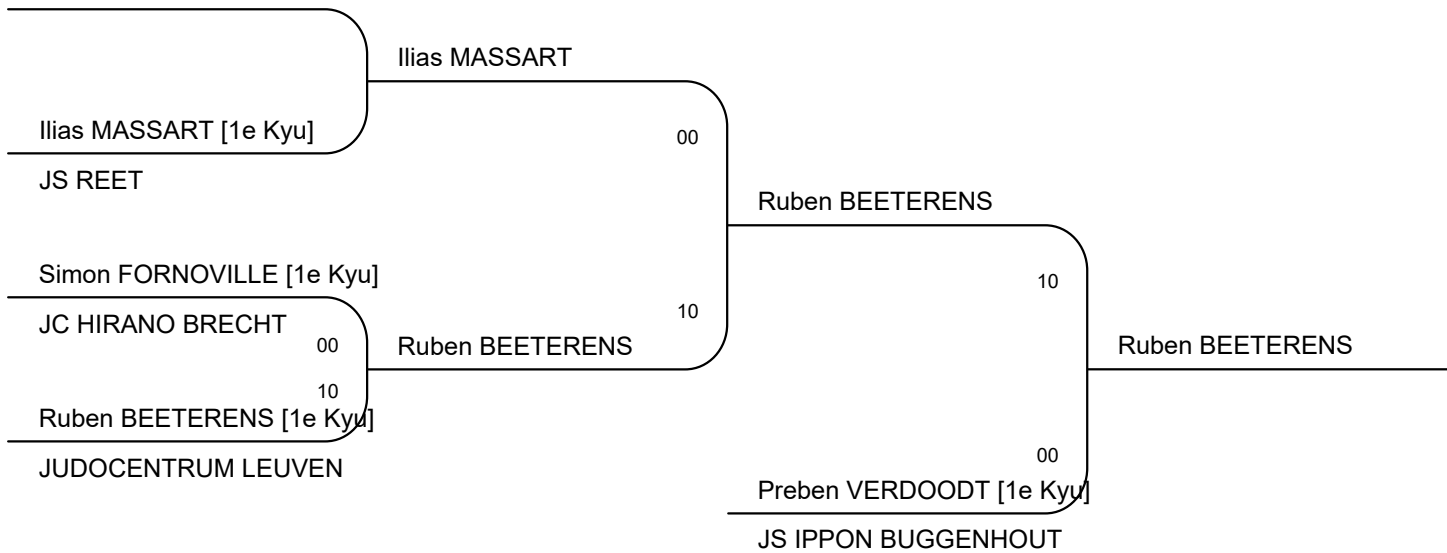 Ilias MASSART
Ilias MASSART [1e Kyu]
00
JS REET
Ruben BEETERENS
Simon FORNOVILLE [1e Kyu]
10
JC HIRANO BRECHT
10
00
Ruben BEETERENS
Ruben BEETERENS
10
Ruben BEETERENS [1e Kyu]
00
JUDOCENTRUM LEUVEN
Preben VERDOODT [1e Kyu]
JS IPPON BUGGENHOUT